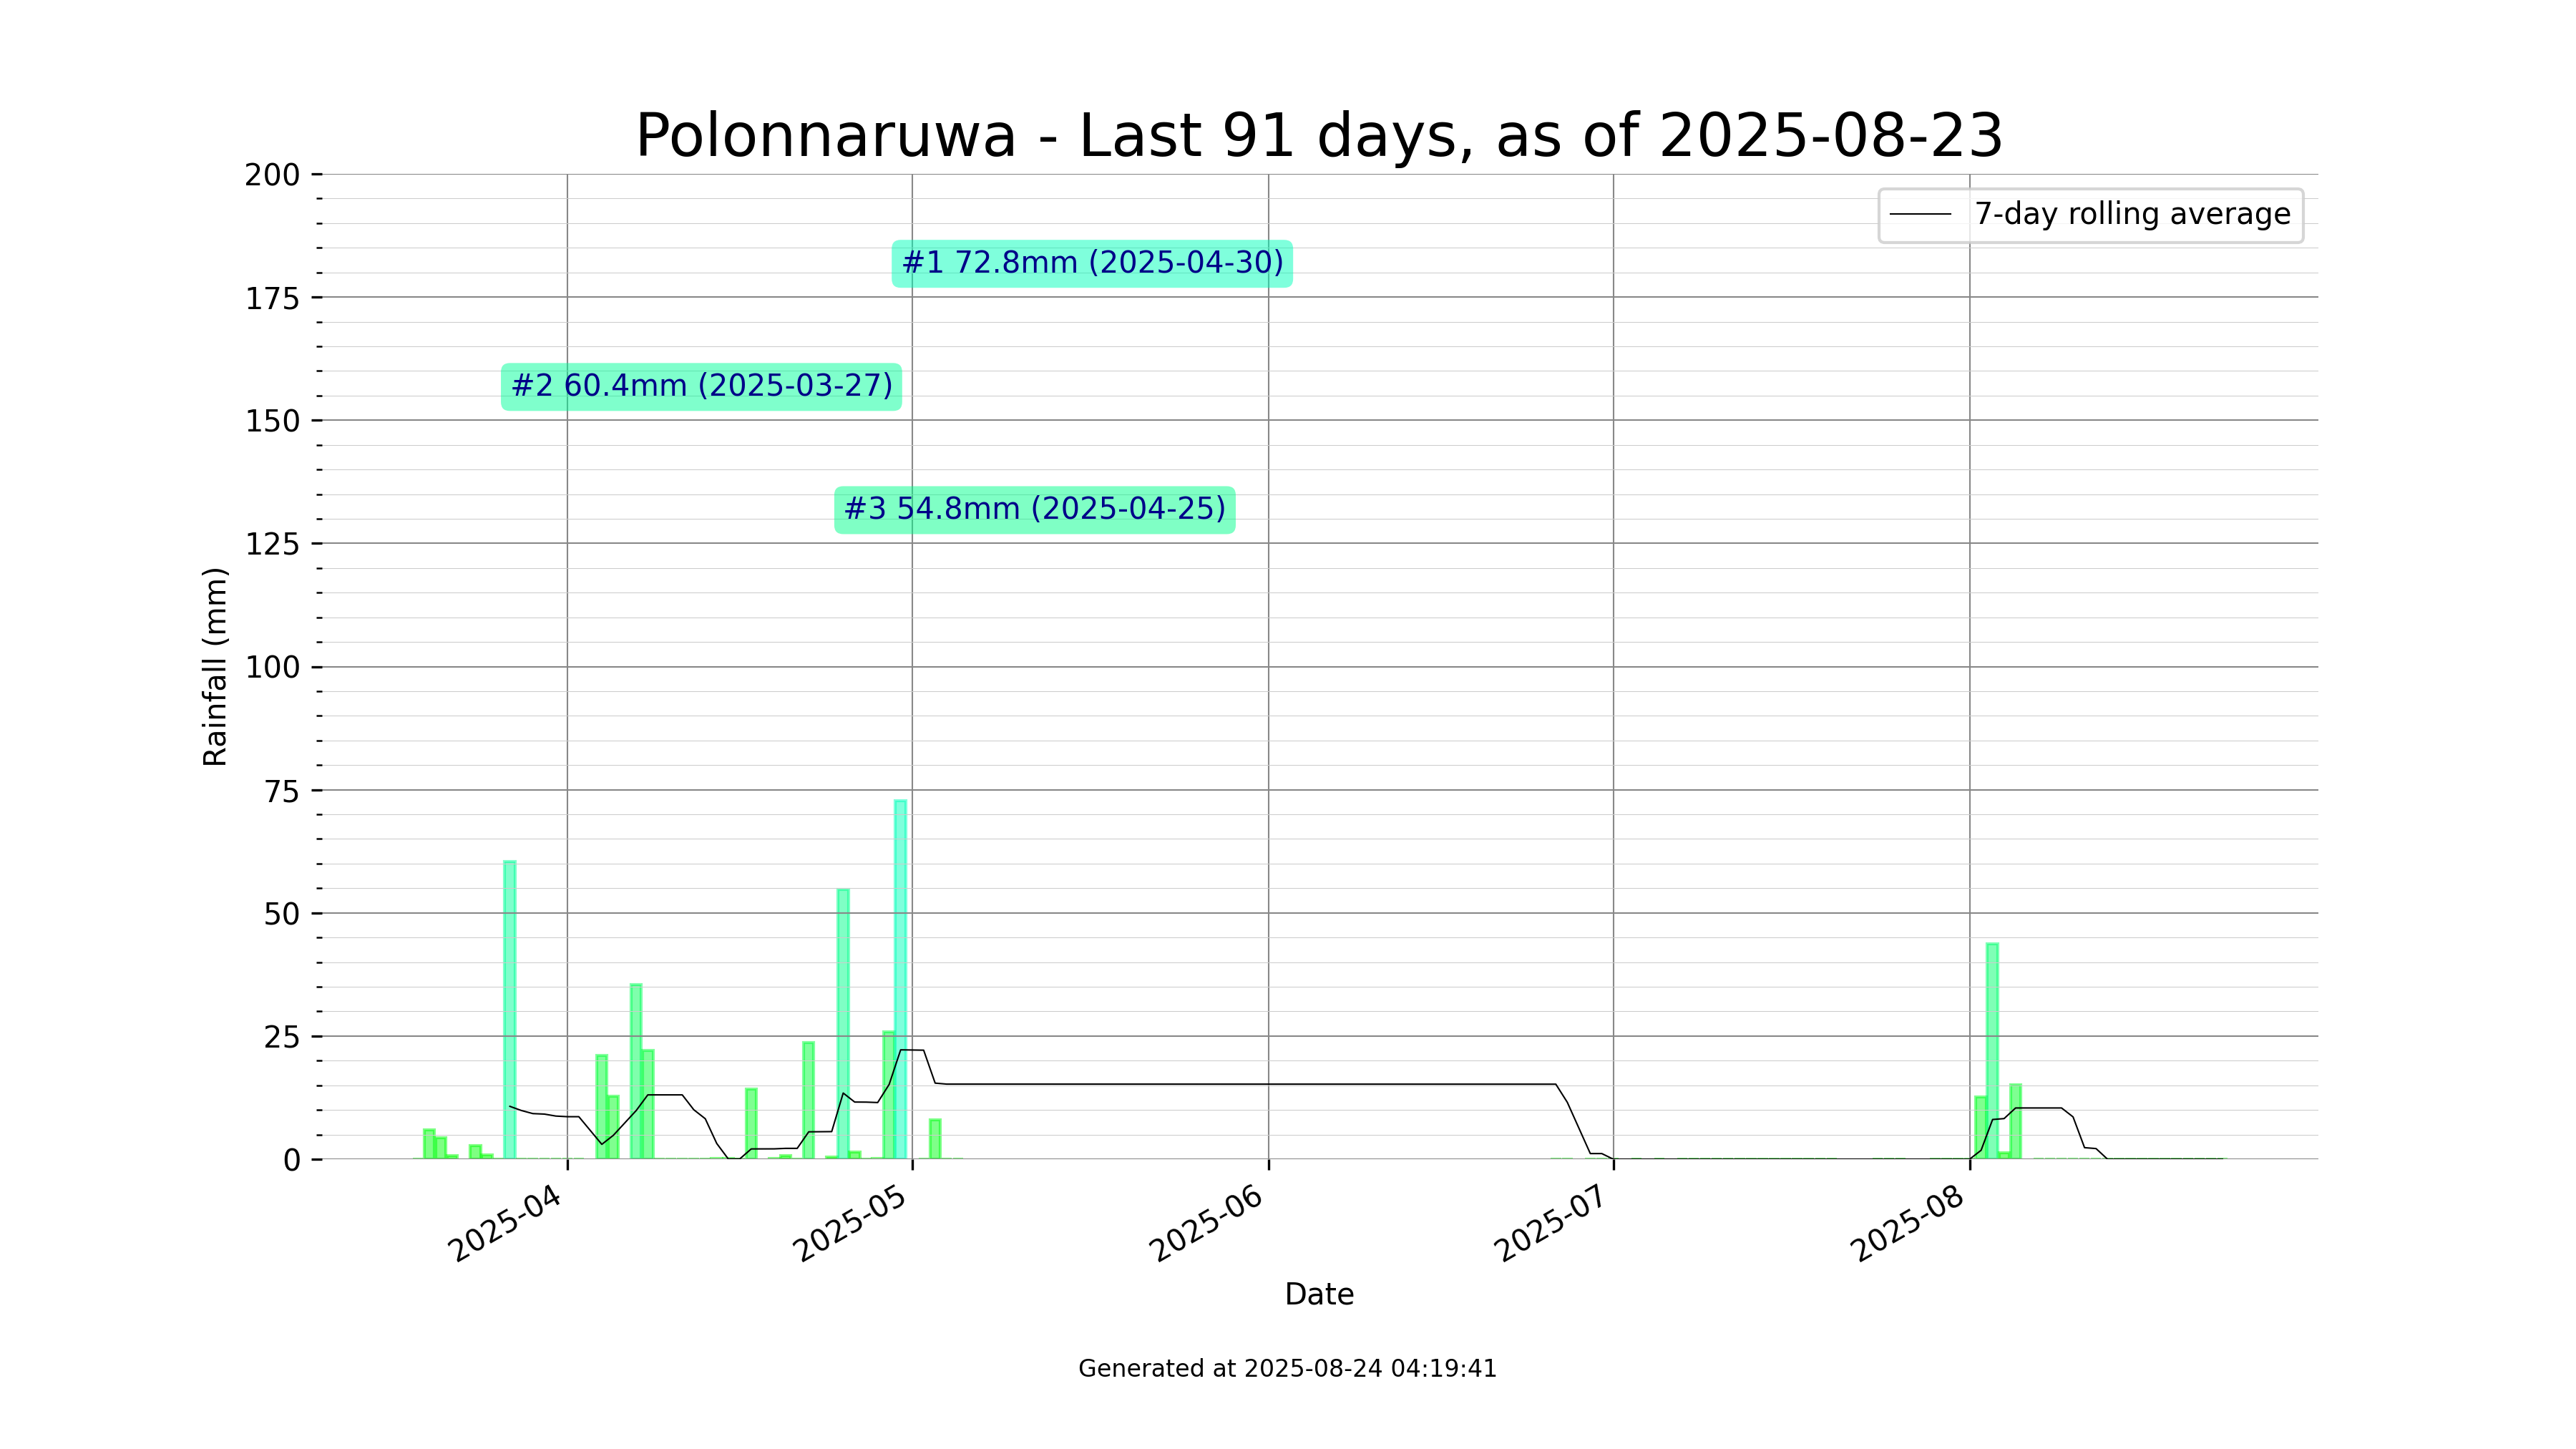 Polonnaruwa - Last 91 days, as of 2025-08-23
200
175
150
125
100
75
50
25
0
Rainfall (mm)
7-day rolling average
#1 72.8mm (2025-04-30)
#2 60.4mm (2025-03-27)
#3 54.8mm (2025-04-25)
2025-04
2025-05
2025-06
2025-07
2025-08
Date
Generated at 2025-08-24 04:19:41